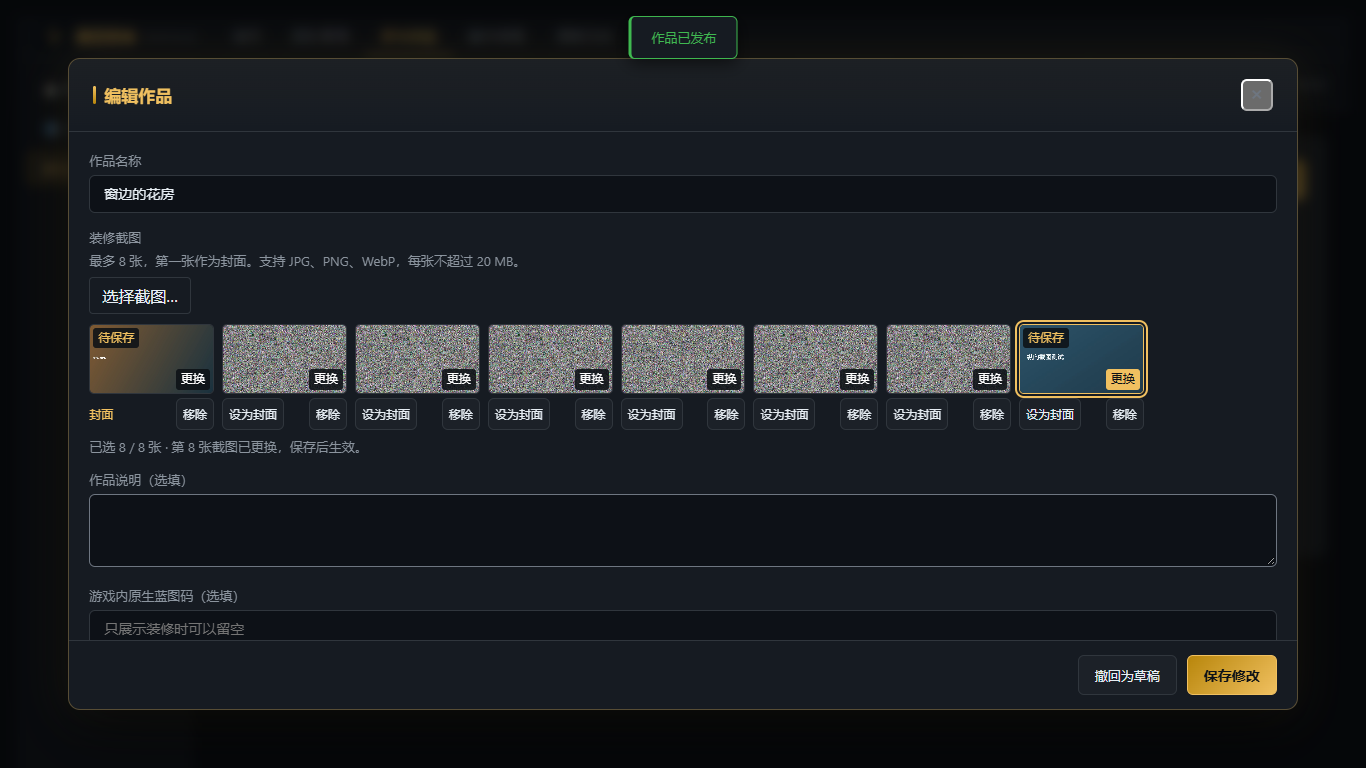 作品已发布
编辑作品
作品名称
窗边的花房
装修截图
最多 8 张，第一张作为封面。支持 JPG、PNG、WebP，每张不超过 20 MB。
选择截图...
待保存 待保存
更换 更换 更换 更换 更换 更换 更换 更换
封面 移除 设为封面 移除 设为封面 移除 设为封面 移除 设为封面 移除 设为封面 移除 设为封面 移除 设为封面 移除
已选 8 / 8 张 · 第 8 张截图已更换，保存后生效。
作品说明（选填）
游戏内原生蓝图码（选填）
只展示装修时可以留空
撤回为草稿 保存修改